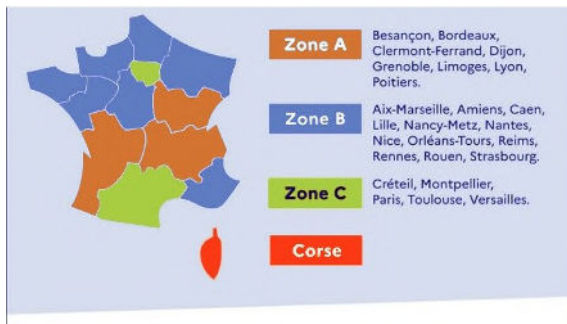 Zone A
Besançon, Bordeaux,
Clermont-Ferrand, Dijon,
Grenoble, Limoges, Lyon,
Poitiers.
Zone B
Aix-Marseille, Amiens, Caen,
Lille, Nancy-Metz, Nantes,
Nice, Orléans-Tours, Reims,
Rennes, Rouen, Strasbourg.
Zone C
Créteil, Montpellier,
Paris, Toulouse, Versailles.
Corse